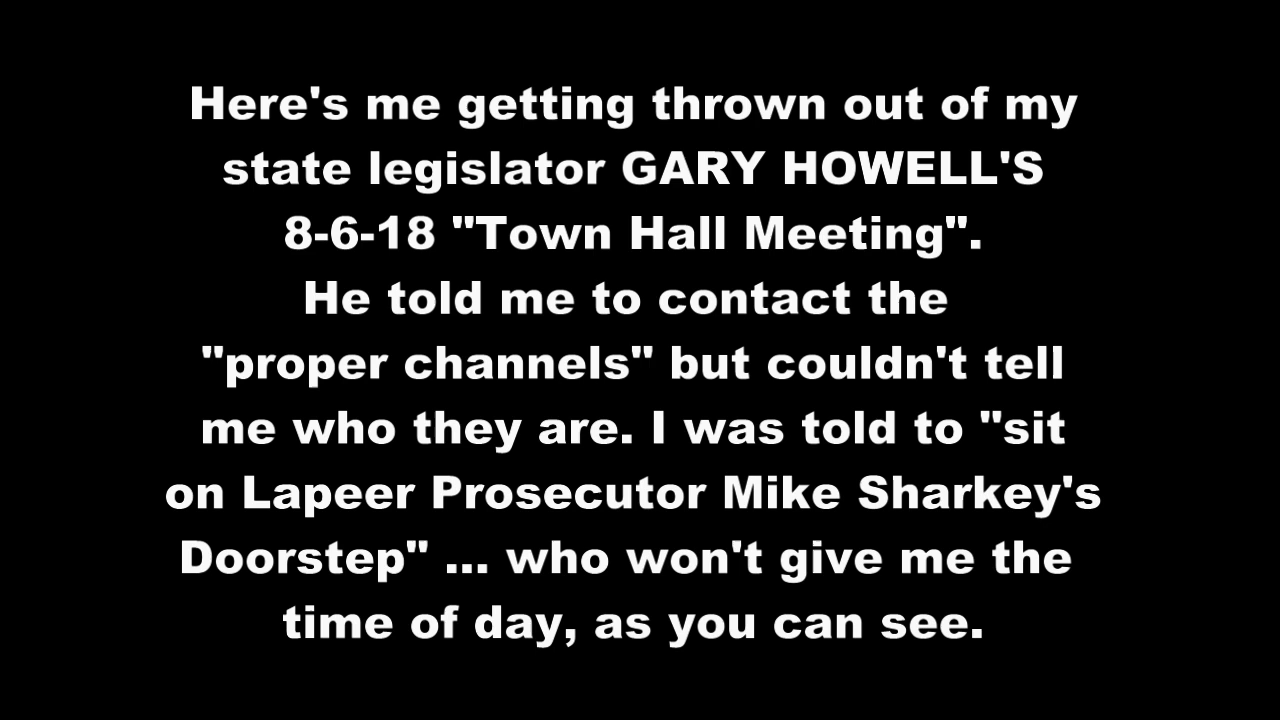 Here's me getting thrown out of my
state legislator GARY HOWELL'S
8-6-18 "Town Hall Meeting".
He told me to contact the
"proper channels" but couldn't tell
me who they are. I was told to "sit
on Lapeer Prosecutor Mike Sharkey's
Doorstep" ... who won't give me the
time of day, as you can see.